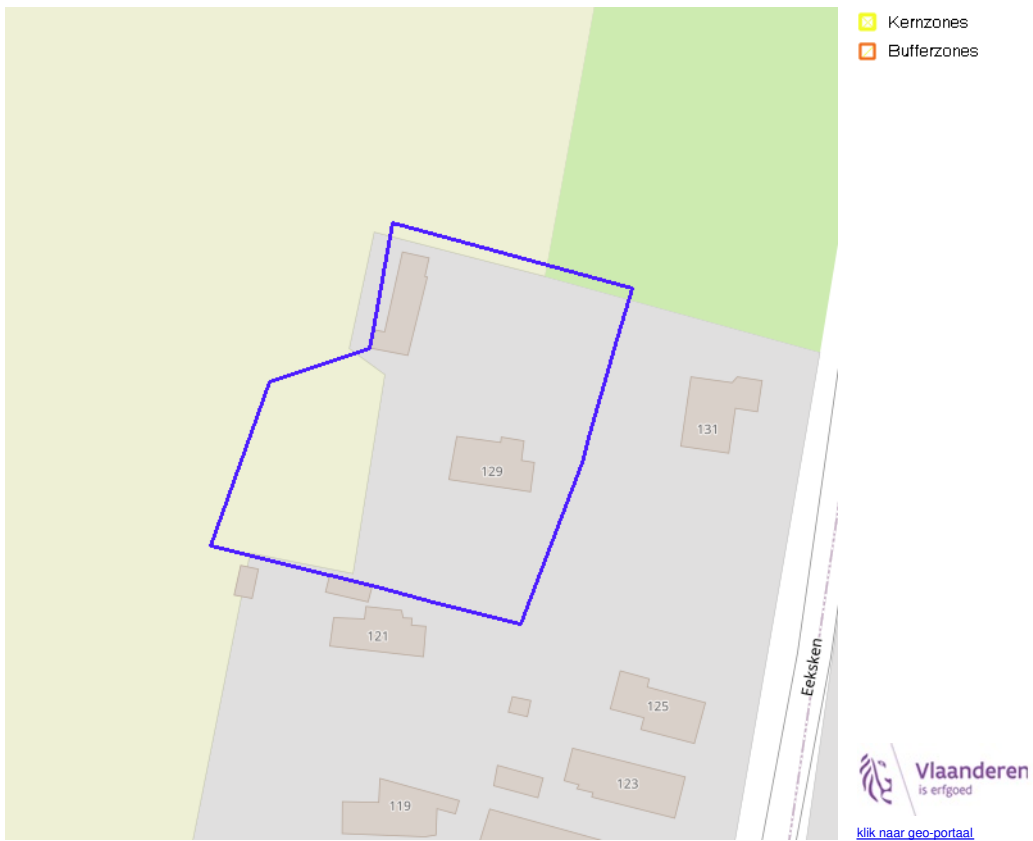 Kernzones
Bufferzones
131
129
121
Eeksken
125
123
119
Vlaanderen
is erfgoed
klik naar geo-portaal